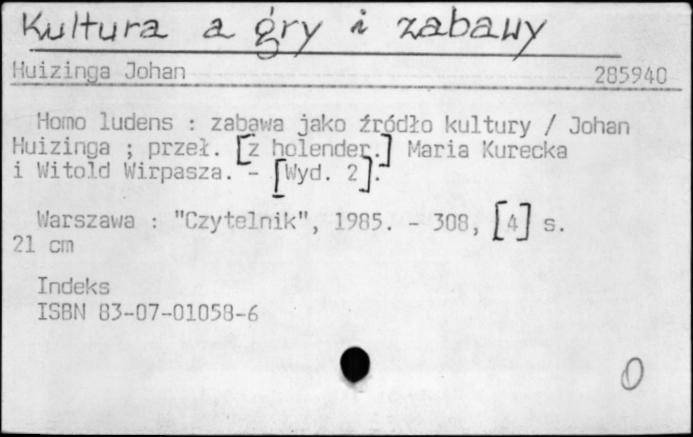 Kultura a gry i zabawy
Huizinga Johan 285940
Homo ludens : zabawa jako źródło kultury / Johan
Huizinga ; przeł. [z holender.] Maria Kurecka
i Witold Wirpasza. - [Wyd. 2].
Warszawa : "Czytelnik", 1985. - 308, [4] s.
21 cm
Indeks
ISBN 83-07-01058-6
0